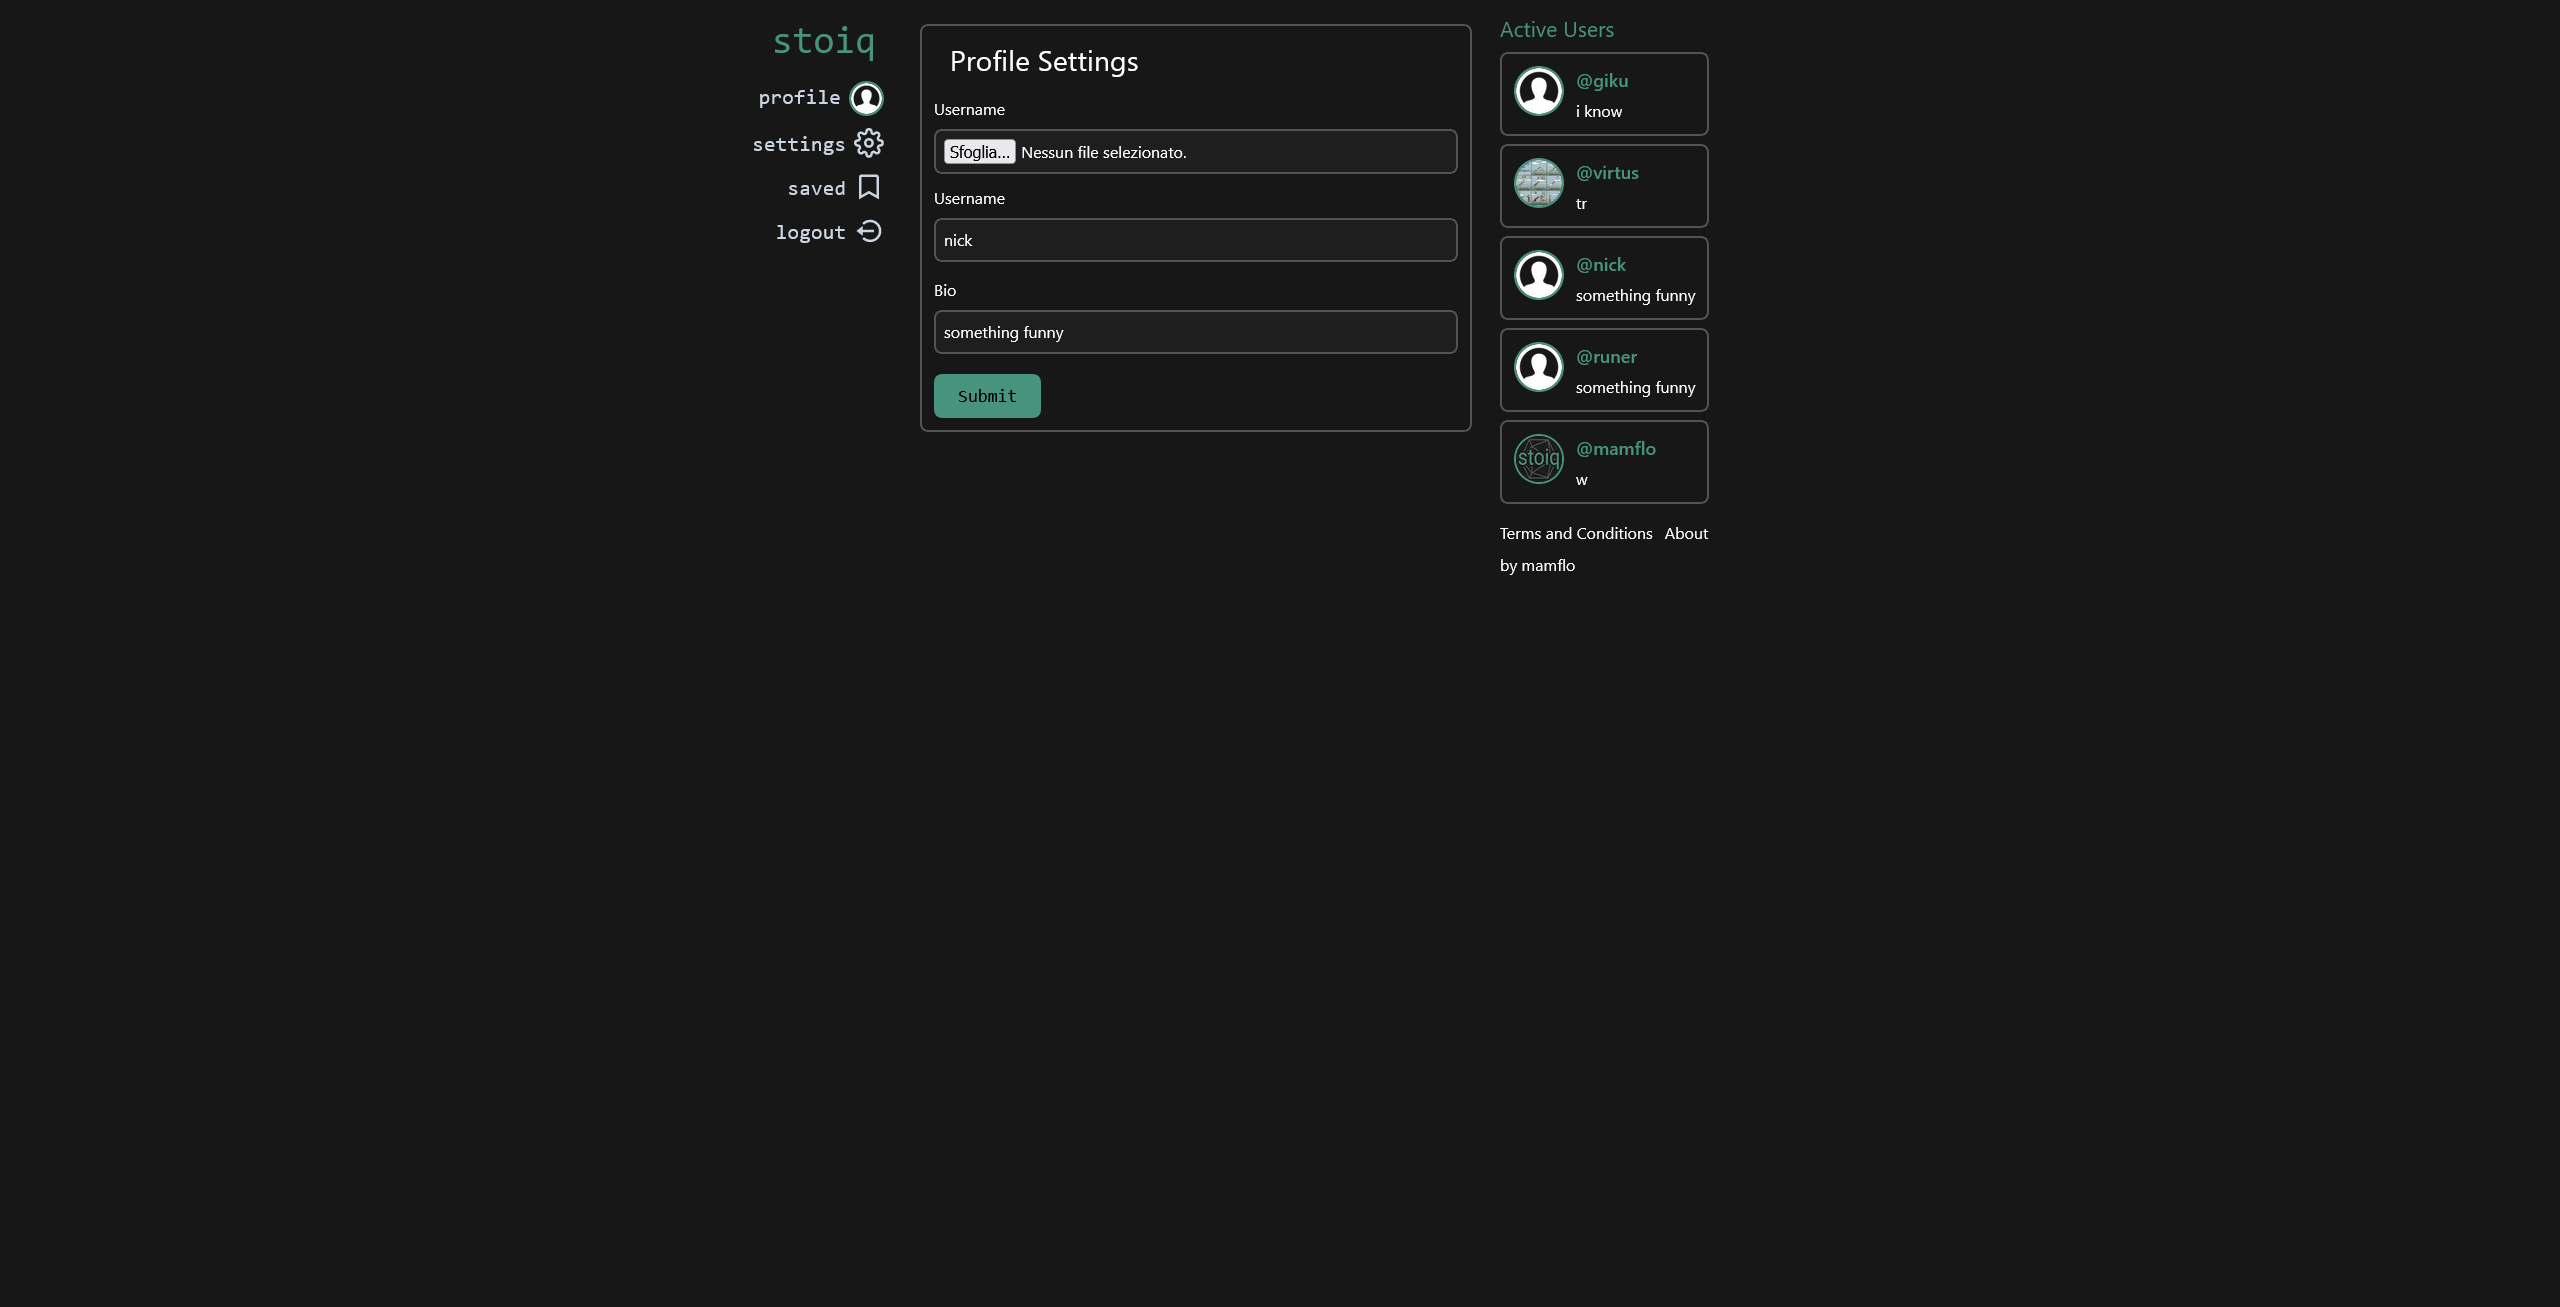 stoiq
profile
settings
saved
logout
Profile Settings
Username
Sfoglia... Nessun file selezionato.
Username
nick
Bio
something funny
Submit
Active Users
@giku
i know
@virtus
tr
@nick
something funny
@runer
something funny
stoiq
@mamflo
w
Terms and Conditions About
by mamflo